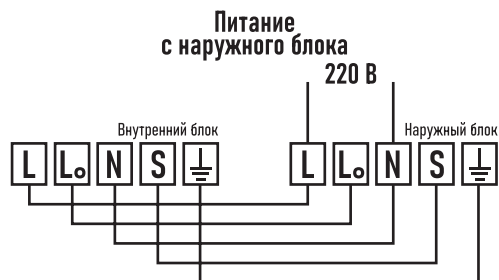 Питание
с наружного блока
220 В
Внутренний блок
Наружный блок
L Lo N S
L Lo N S